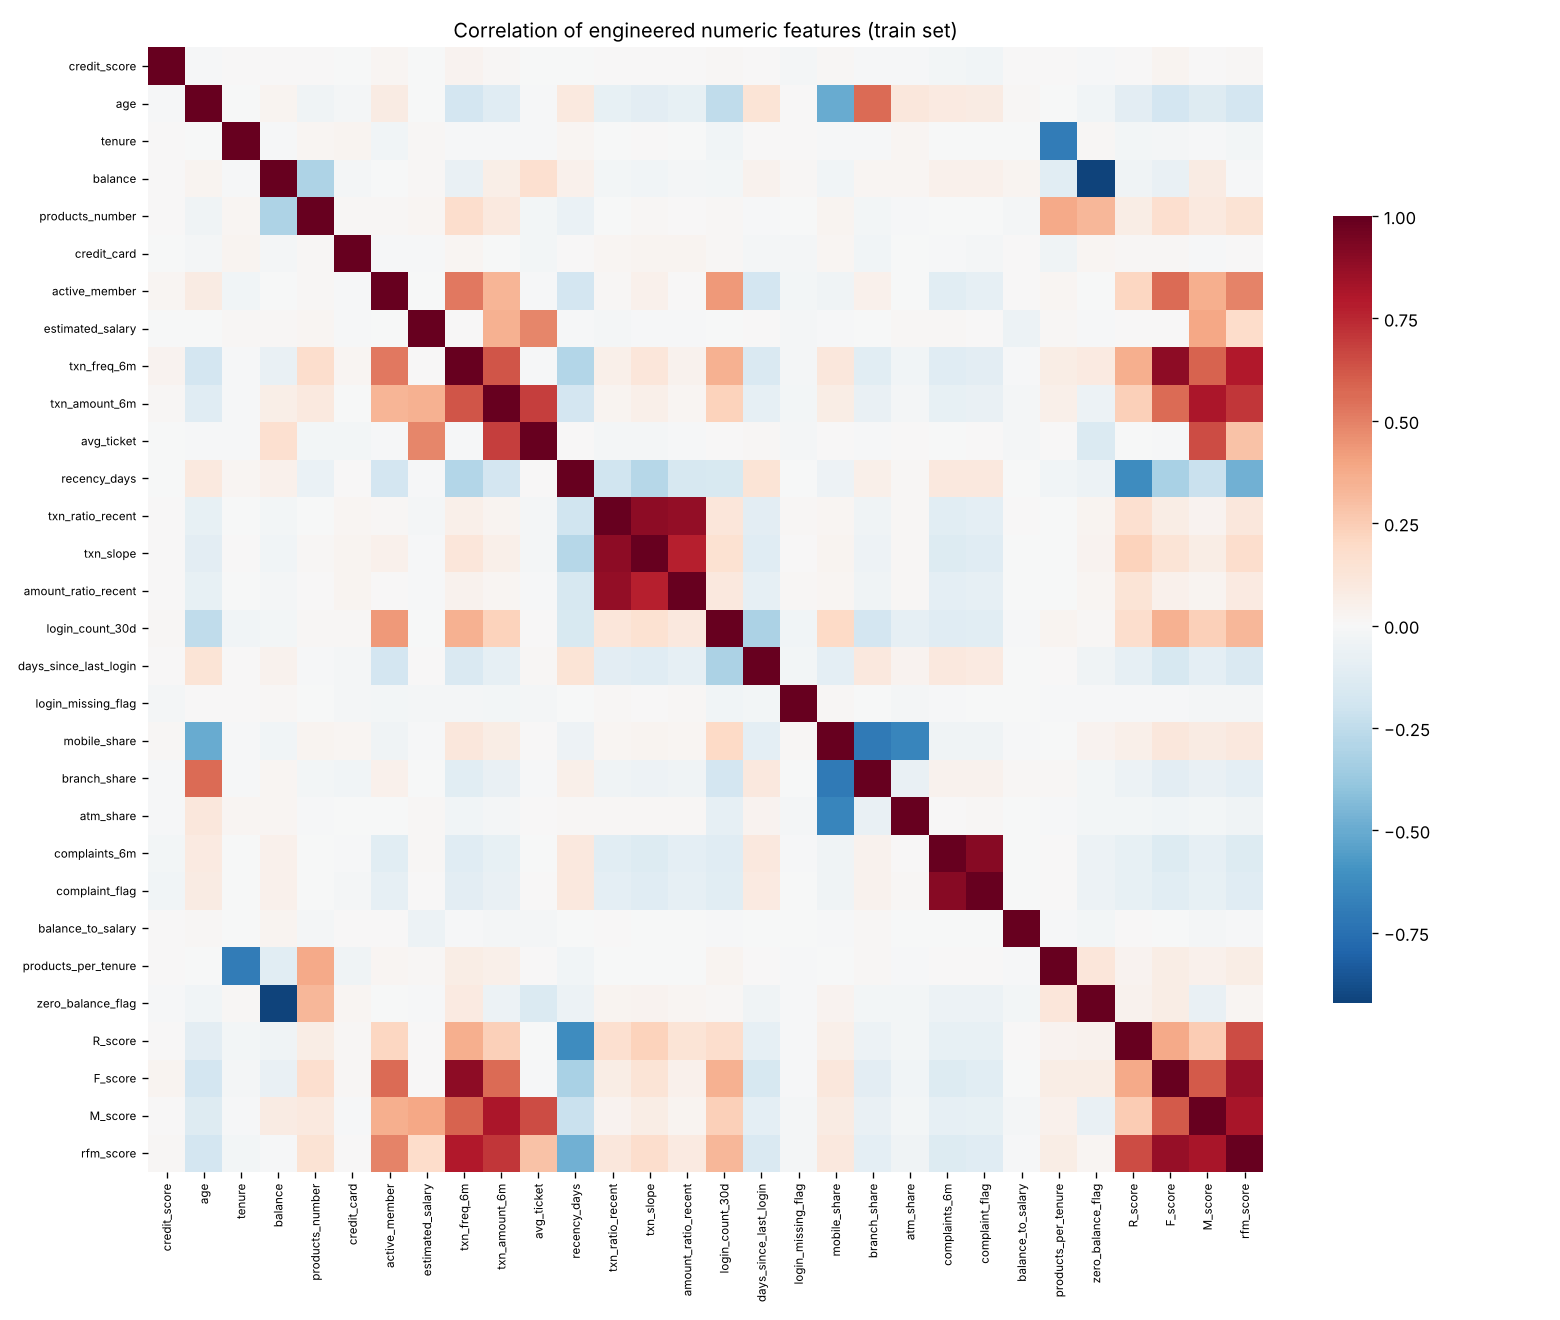 Correlation of engineered numeric features (train set)
credit_score
age
tenure
balance
products_number
credit_card
active_member
estimated_salary
txn_freq_6m
txn_amount_6m
avg_ticket
recency_days
txn_ratio_recent
txn_slope
amount_ratio_recent
login_count_30d
days_since_last_login
login_missing_flag
mobile_share
branch_share
atm_share
complaints_6m
complaint_flag
balance_to_salary
products_per_tenure
zero_balance_flag
R_score
F_score
M_score
rfm_score
credit_score
age
tenure
balance
products_number
credit_card
active_member
estimated_salary
txn_freq_6m
txn_amount_6m
avg_ticket
recency_days
txn_ratio_recent
txn_slope
amount_ratio_recent
login_count_30d
days_since_last_login
login_missing_flag
mobile_share
branch_share
atm_share
complaints_6m
complaint_flag
balance_to_salary
products_per_tenure
zero_balance_flag
R_score
F_score
M_score
rfm_score
1.00
0.75
0.50
0.25
0.00
−0.25
−0.50
−0.75